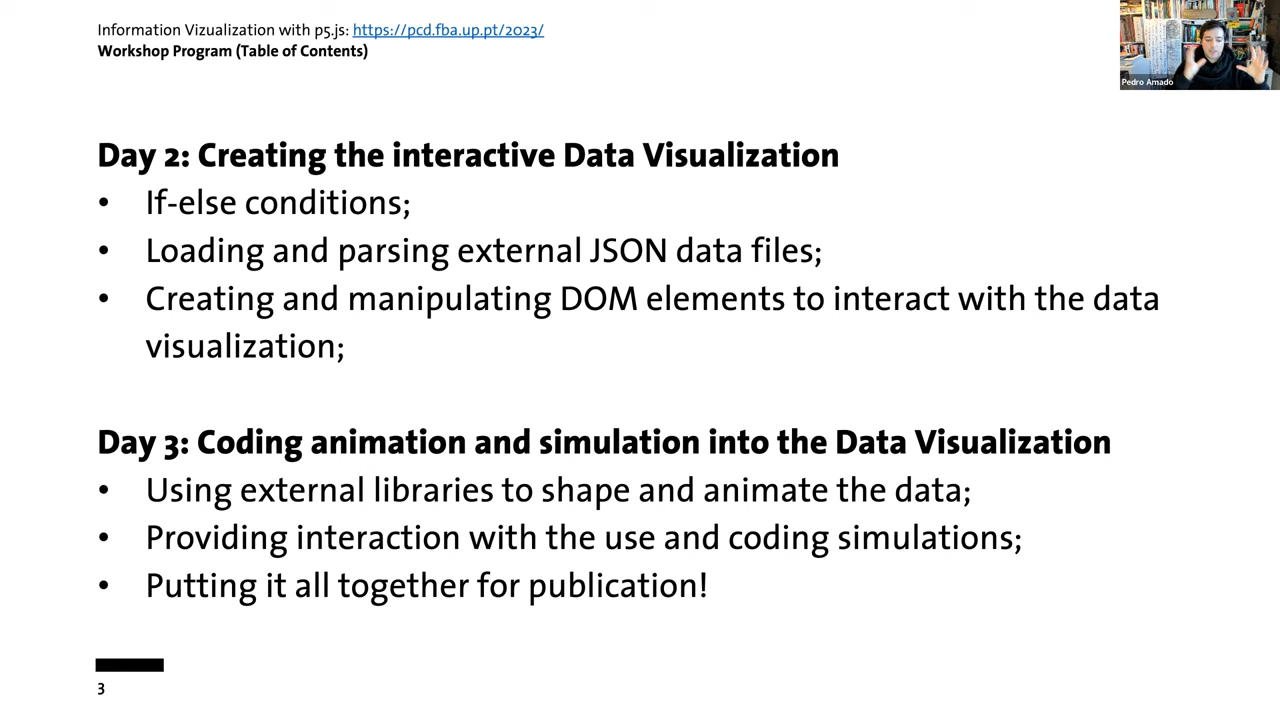 Information Vizualization with p5.js: https://pcd.fba.up.pt/2023/
Workshop Program (Table of Contents)
Pedro Amado
Day 2: Creating the interactive Data Visualization
• If-else conditions;
• Loading and parsing external JSON data files;
• Creating and manipulating DOM elements to interact with the data
visualization;
Day 3: Coding animation and simulation into the Data Visualization
• Using external libraries to shape and animate the data;
• Providing interaction with the use and coding simulations;
• Putting it all together for publication!
3